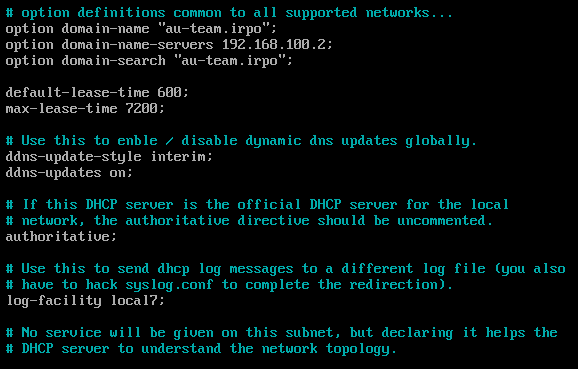 # option definitions common to all supported networks...
option domain-name "au-team.irpo";
option domain-name-servers 192.168.100.2;
option domain-search "au-team.irpo";
default-lease-time 600;
max-lease-time 7200;
# Use this to enble / disable dynamic dns updates globally.
ddns-update-style interim;
ddns-updates on;
# If this DHCP server is the official DHCP server for the local
# network, the authoritative directive should be uncommented.
authoritative;
# Use this to send dhcp log messages to a different log file (you also
# have to hack syslog.conf to complete the redirection).
log-facility local7;
# No service will be given on this subnet, but declaring it helps the
# DHCP server to understand the network topology.